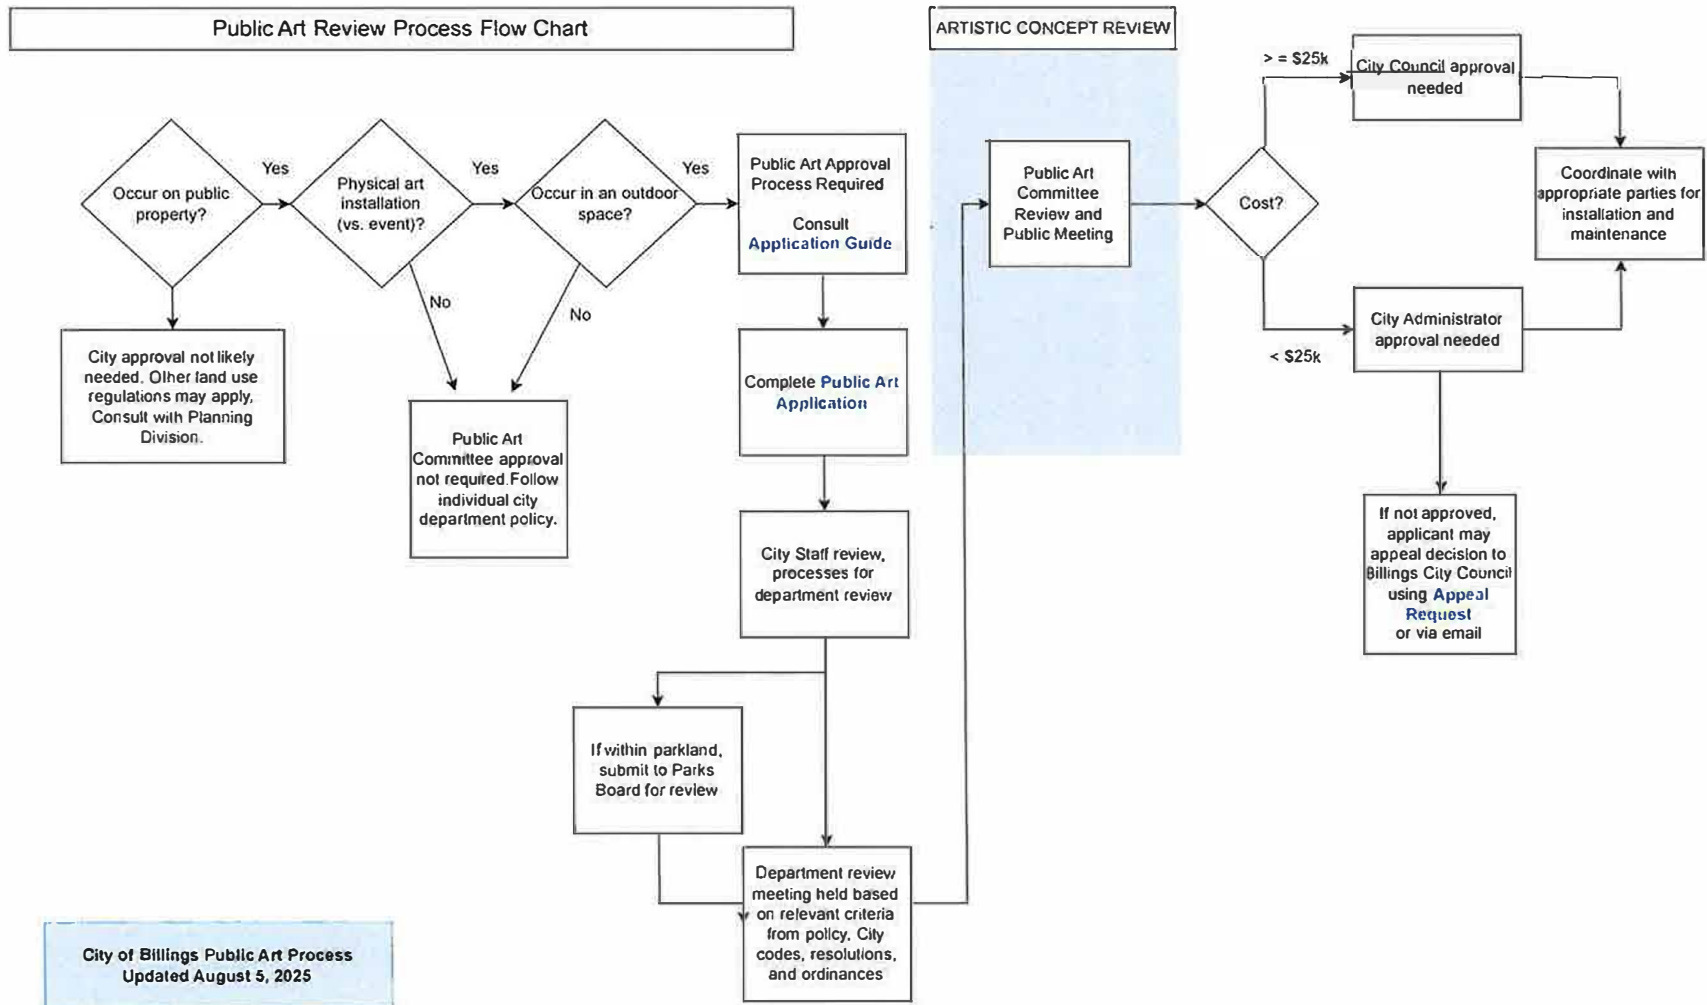 Public Art Review Process Flow Chart
ARTISTIC CONCEPT REVIEW
Occur on public
property?
Yes
Physical art
installation
(vs. event)?
Yes
Occur in an outdoor
space?
Yes
Public Art Approval
Process Required
Consult
Application Guide
No
No
City approval not likely
needed. Other land use
regulations may apply.
Consult with Planning
Division.
Public Art
Committee approval
not required. Follow
individual city
department policy.
Complete Public Art
Application
City Staff review,
processes for
department review
If within parkland,
submit to Parks
Board for review
Department review
meeting held based
on relevant criteria
from policy, City
codes, resolutions,
and ordinances
Public Art
Committee
Review and
Public Meeting
Cost?
> = $25k
City Council approval
needed
< $25k
City Administrator
approval needed
Coordinate with
appropriate parties for
installation and
maintenance
If not approved,
applicant may
appeal decision to
Billings City Council
using Appeal
Request
or via email
City of Billings Public Art Process
Updated August 5, 2025